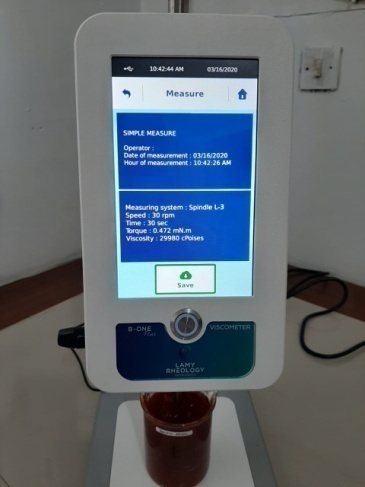 10:42:44 AM 03/16/2020
Measure
SIMPLE MEASURE
Operator :
Date of measurement : 03/16/2020
Hour of measurement : 10:42:26 AM
Measuring system : Spindle L-3
Speed : 30 rpm
Time : 30 sec
Torque : 0.472 mN.m
Viscosity : 29980 cPoises
Save
B-ONE Plus VISCOMETER
LAMY
RHEOLOGY